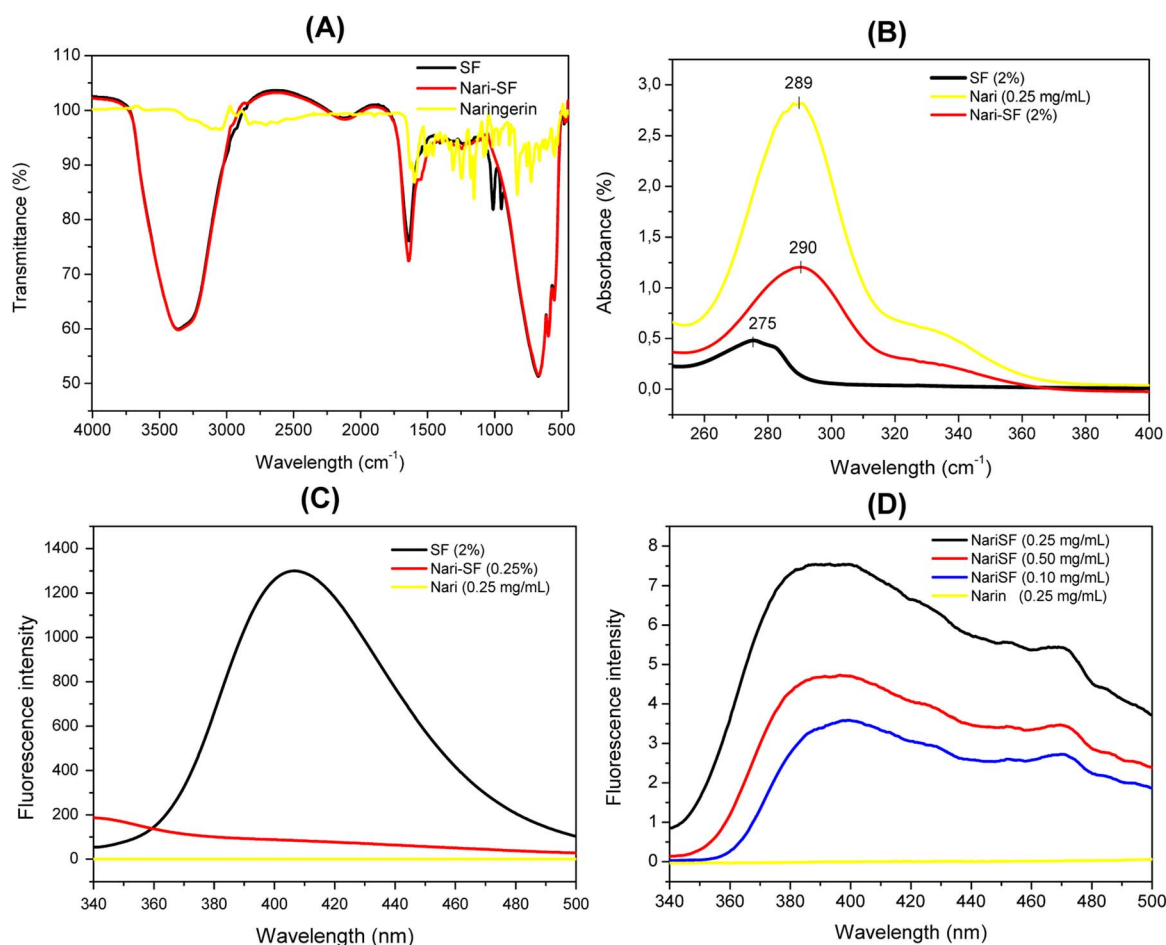 (A)
110
100
90
80
70
60
50
Transmittance (%)
SF
Nari-SF
Naringerin
4000 3500 3000 2500 2000 1500 1000 500
Wavelength (cm⁻¹)
(B)
3,0
2,5
2,0
1,5
1,0
0,5
0,0
Absorbance (%)
289
290
275
SF (2%)
Nari (0.25 mg/mL)
Nari-SF (2%)
260 280 300 320 340 360 380 400
Wavelength (cm⁻¹)
(C)
1400
1300
1200
1100
1000
900
800
700
600
500
400
300
200
100
0
Fluorescence intensity
SF (2%)
Nari-SF (0.25%)
Nari (0.25 mg/mL)
340 360 380 400 420 440 460 480 500
Wavelength (nm)
(D)
8
7
6
5
4
3
2
1
0
Fluorescence intensity
NariSF (0.25 mg/mL)
NariSF (0.50 mg/mL)
NariSF (0.10 mg/mL)
Narin (0.25 mg/mL)
340 360 380 400 420 440 460 480 500
Wavelength (nm)